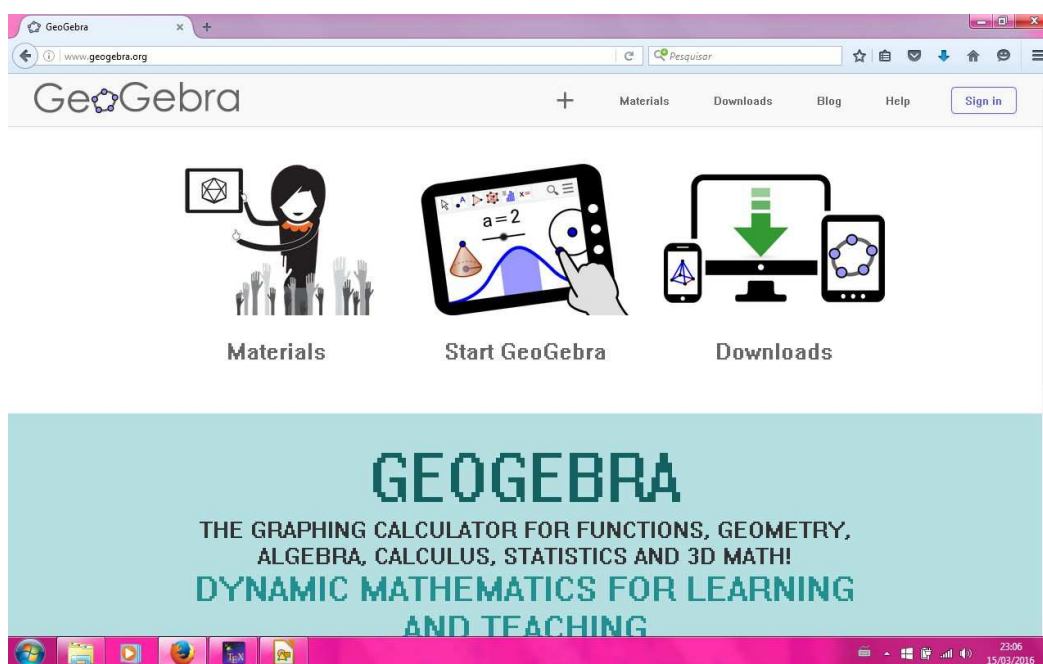 GeoGebra
www.geogebra.org
Pesquisar
GeoGebra
Materials
Downloads
Blog
Help
Sign in
a=2
Materials
Start GeoGebra
Downloads
GEOGEBRA
THE GRAPHING CALCULATOR FOR FUNCTIONS, GEOMETRY,
ALGEBRA, CALCULUS, STATISTICS AND 3D MATH!
DYNAMIC MATHEMATICS FOR LEARNING
AND TEACHING
TEX
23:06
15/03/2016